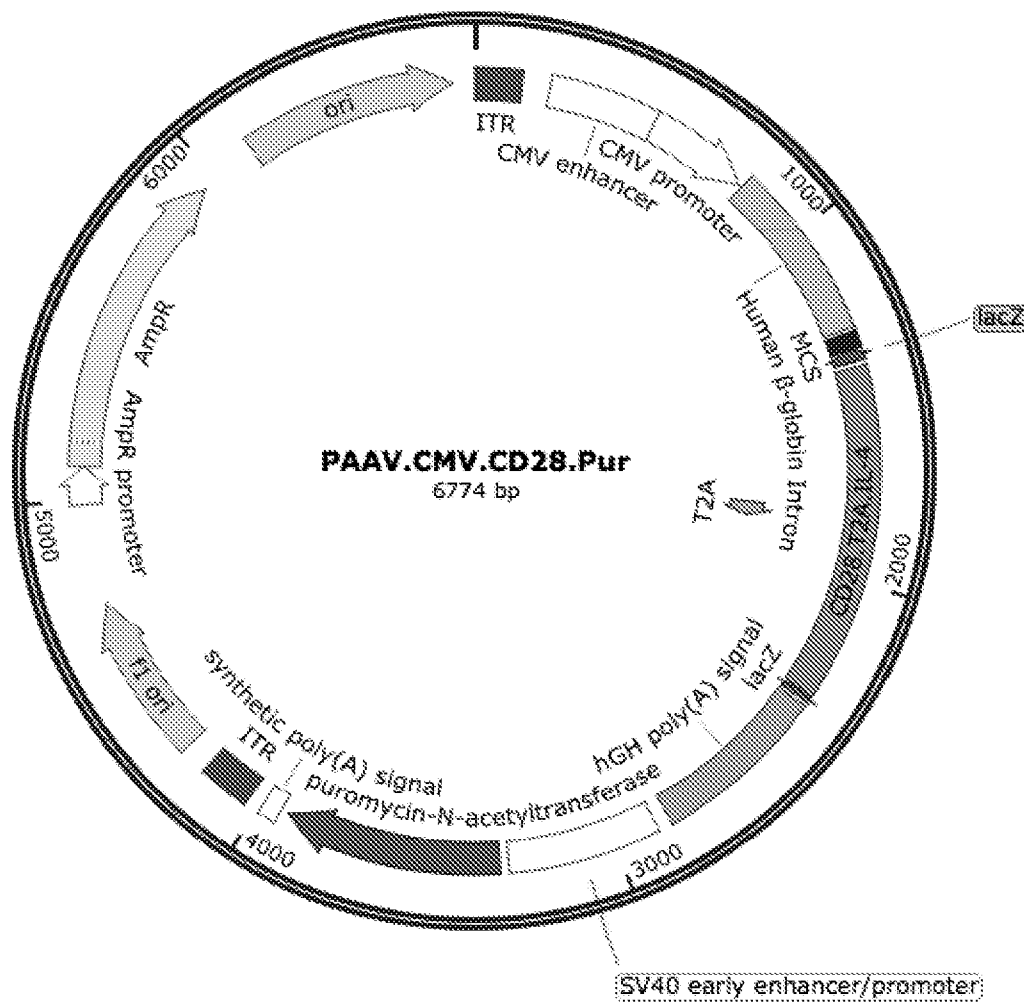 ori
ITR
CMV enhancer
CMV promoter
1000
6000
lacZ
MCS
Human β-globin Intron
AmpR
AmpR promoter
PAAV.CMV.CD28.Pur
6774 bp
T2A
CD28.T2A.IL4
2000
5000
lacZ
hGH poly(A) signal
f1 ori
ITR
synthetic poly(A) signal
puromycin-N-acetyltransferase
4000
3000
SV40 early enhancer/promoter